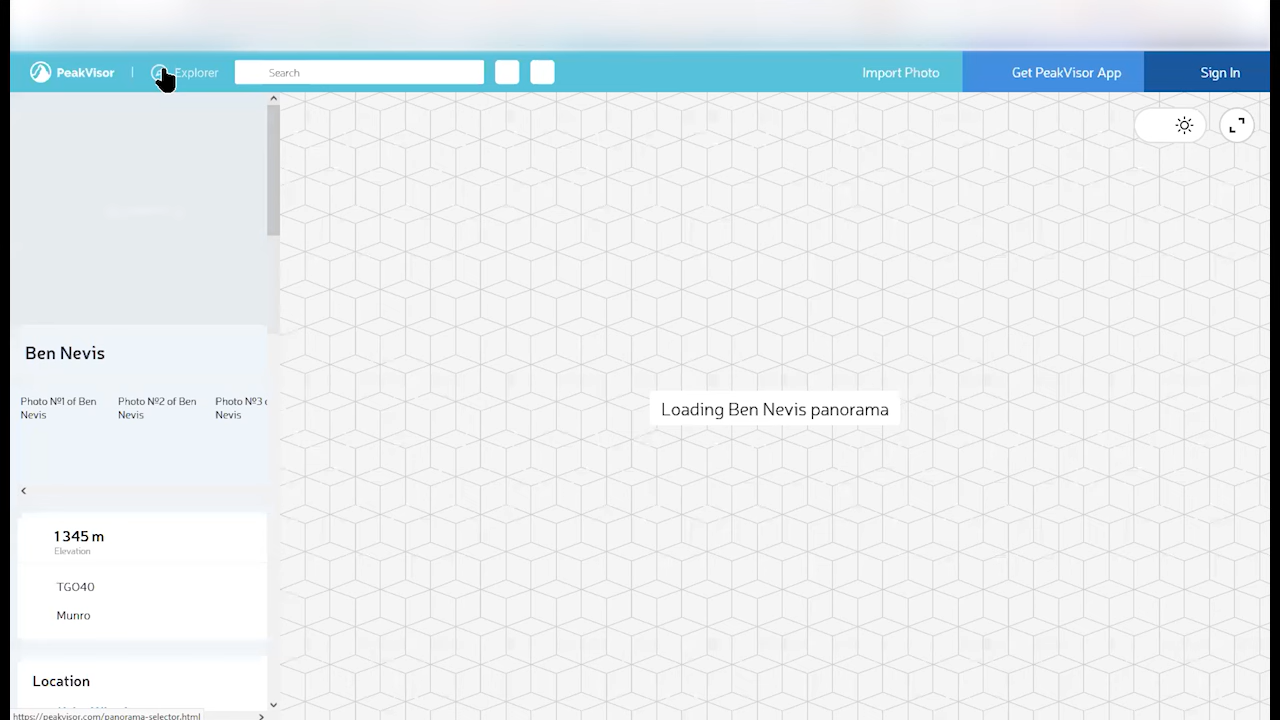 PeakVisor | Explorer Search Import Photo Get PeakVisor App Sign In
Ben Nevis
Photo Nº1 of Ben Nevis
Photo Nº2 of Ben Nevis
Photo Nº3
1 345 m
Elevation
TGO40
Munro
Location
Loading Ben Nevis panorama
https://peakvisor.com/panorama-selector.html